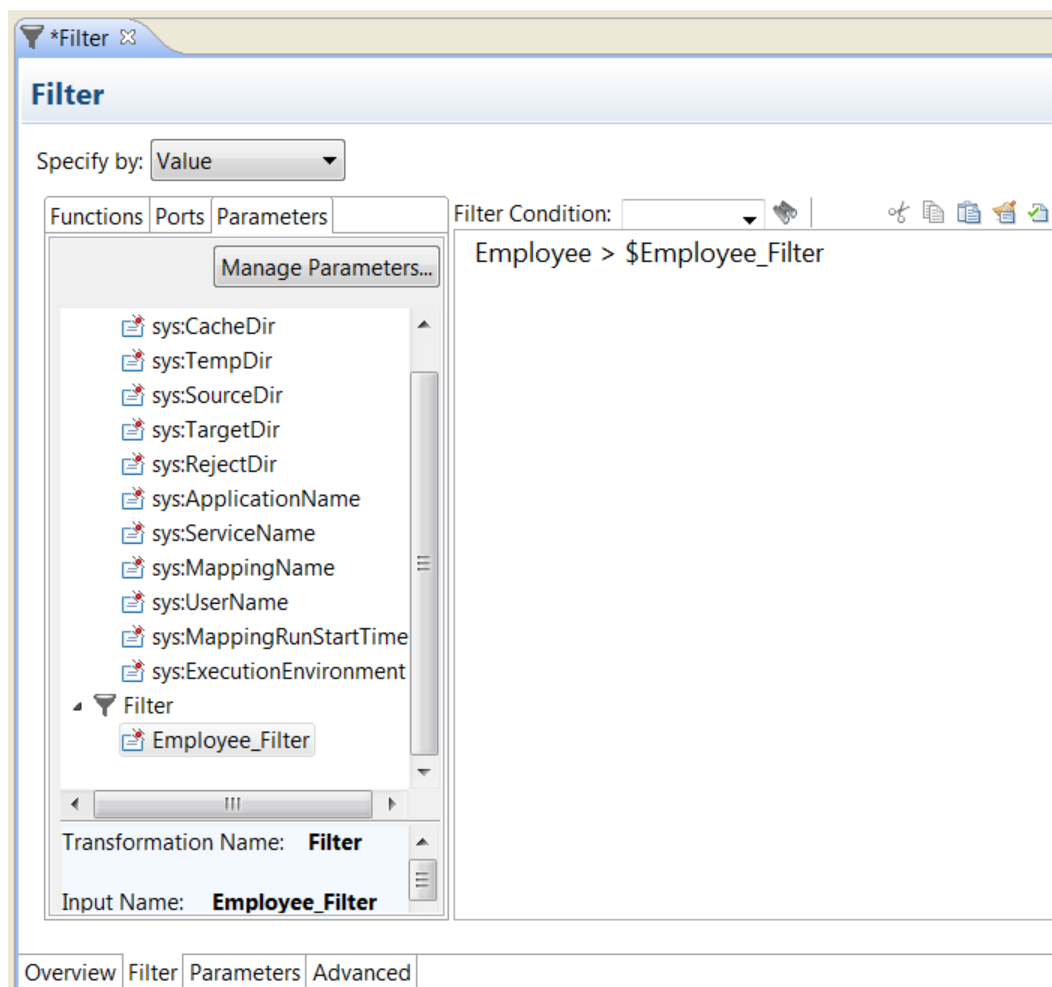 *Filter
Filter
Specify by: Value
Functions Ports Parameters
Filter Condition:
Manage Parameters...
Employee > $Employee_Filter
sys:CacheDir
sys:TempDir
sys:SourceDir
sys:TargetDir
sys:RejectDir
sys:ApplicationName
sys:ServiceName
sys:MappingName
sys:UserName
sys:MappingRunStartTime
sys:ExecutionEnvironment
Filter
Employee_Filter
Transformation Name: Filter
Input Name: Employee_Filter
Overview Filter Parameters Advanced